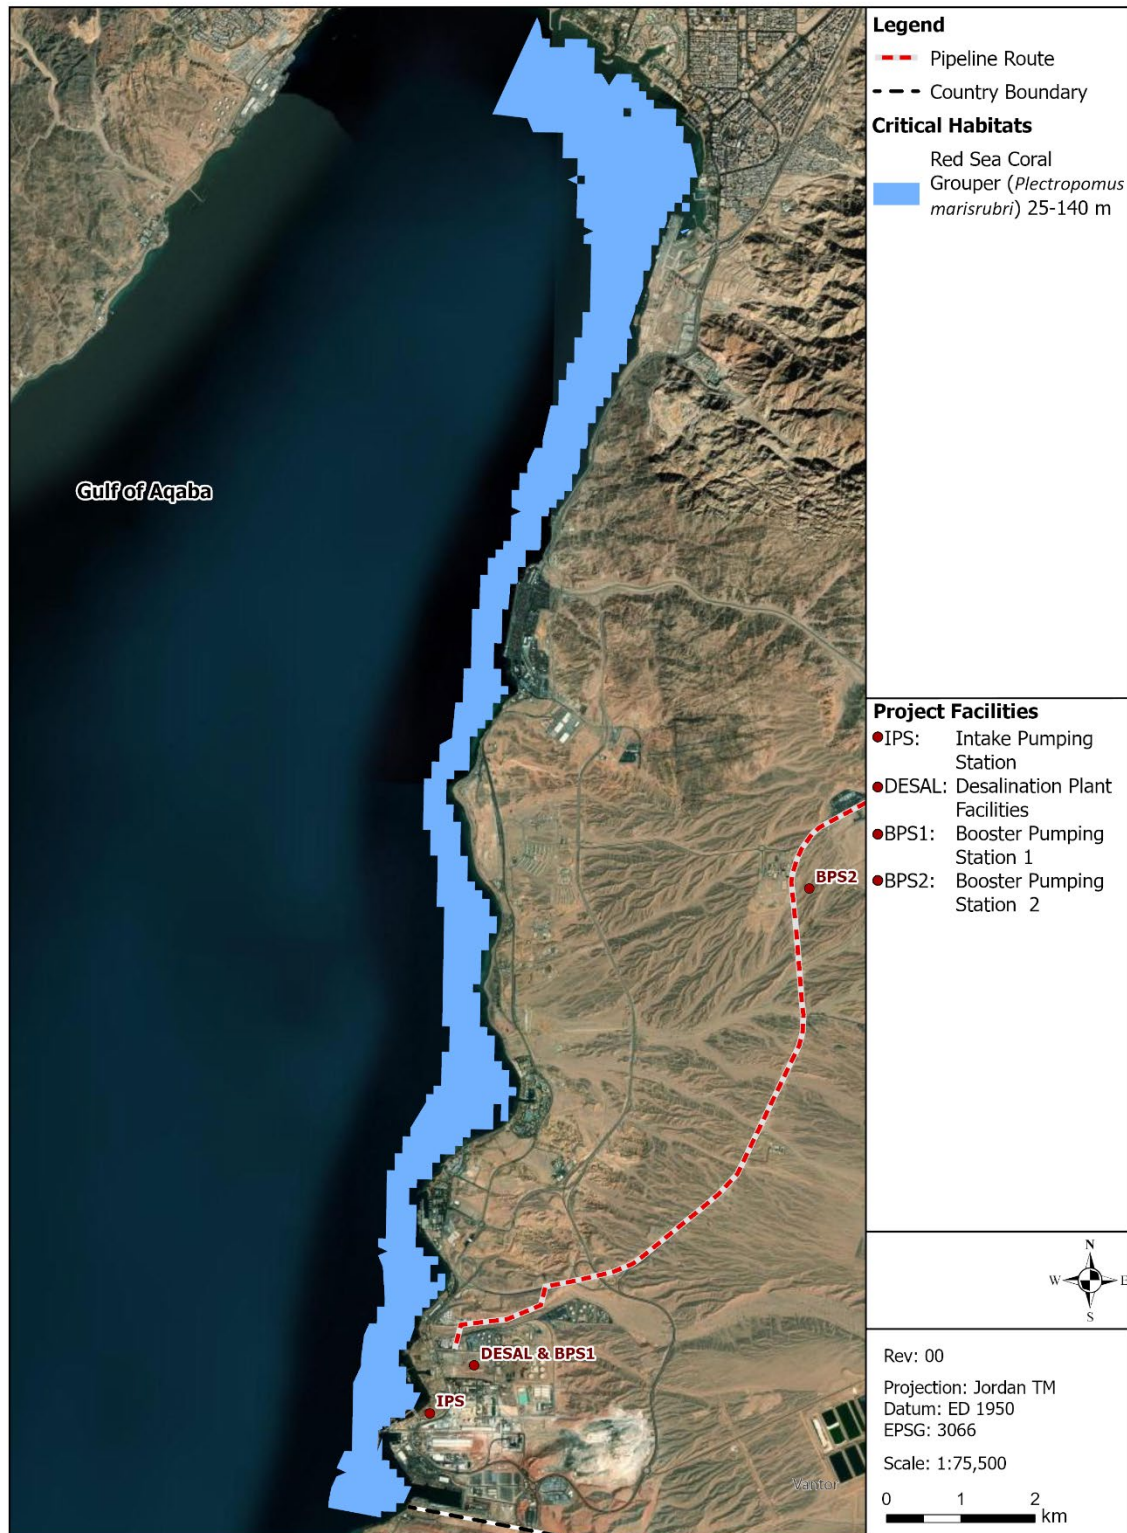 Legend
Pipeline Route
Country Boundary
Critical Habitats
Red Sea Coral
Grouper (Plectropomus
marisrubri) 25-140 m
Gulf of Aqaba
BPS2
DESAL & BPS1
IPS
Vantor
Project Facilities
IPS: Intake Pumping
Station
DESAL: Desalination Plant
Facilities
BPS1: Booster Pumping
Station 1
BPS2: Booster Pumping
Station 2
N
W E
S
Rev: 00
Projection: Jordan TM
Datum: ED 1950
EPSG: 3066
Scale: 1:75,500
0 1 2
km